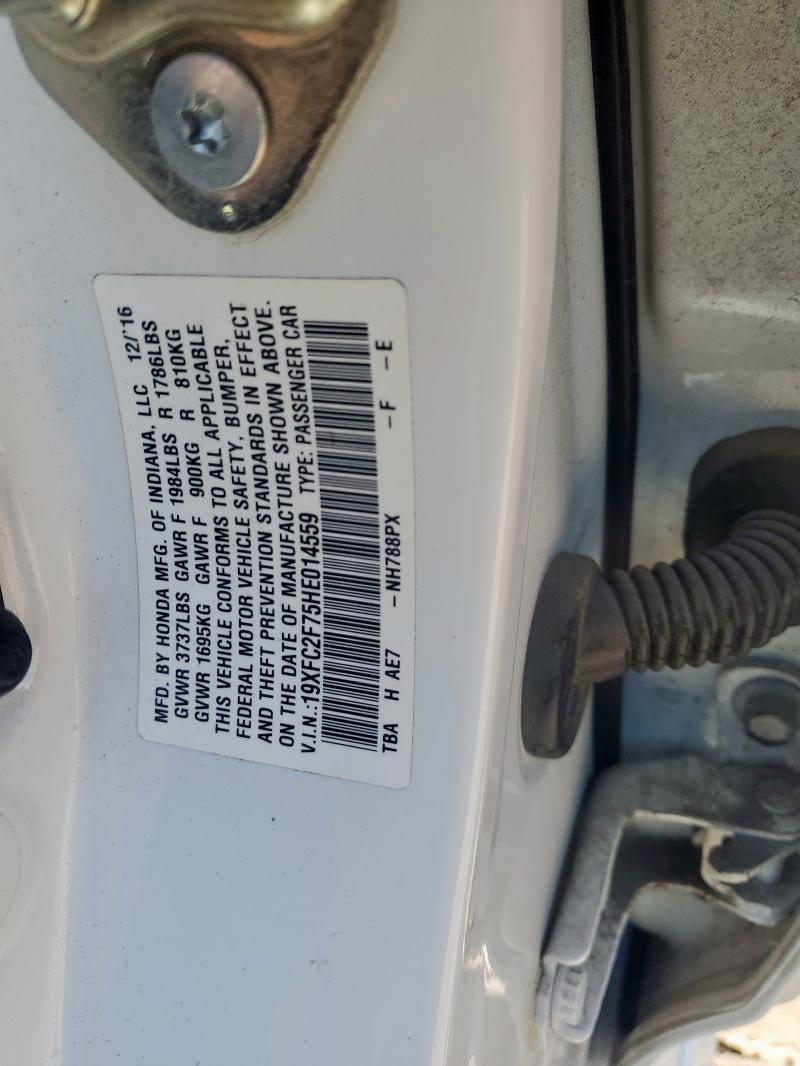 MFD. BY HONDA MFG. OF INDIANA, LLC 12/'16
GVWR 3737LBS GAWR F 1984LBS R 1786LBS
GVWR 1695KG GAWR F 900KG R 810KG
THIS VEHICLE CONFORMS TO ALL APPLICABLE
FEDERAL MOTOR VEHICLE SAFETY, BUMPER,
AND THEFT PREVENTION STANDARDS IN EFFECT
ON THE DATE OF MANUFACTURE SHOWN ABOVE.
V.I.N.:19XFC2F75HE014559 TYPE: PASSENGER CAR
TBA H AE7 -NH788PX -F -E